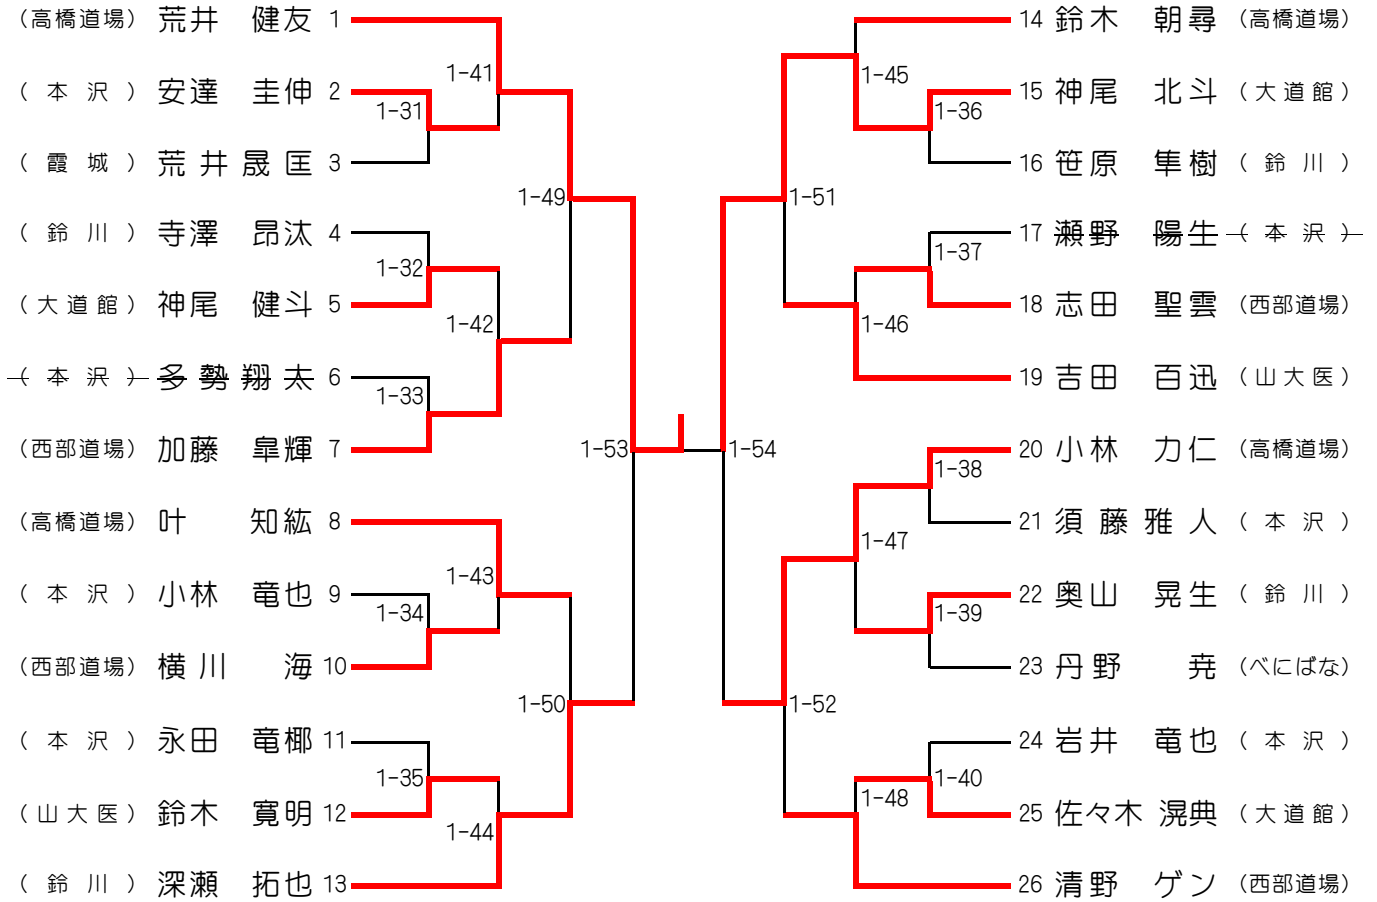 (高橋道場) 荒井 健友 1
1-41
(本沢) 安達 圭伸 2
1-31
(霞城) 荒井晟匡 3
1-49
(鈴川) 寺澤 昂汰 4
1-32
(大道館) 神尾 健斗 5
1-42
(本沢) 多勢翔太 6
1-33
(西部道場) 加藤 皐輝 7
1-53
(高橋道場) 叶 知紘 8
1-43
(本沢) 小林 竜也 9
1-34
(西部道場) 横川 海 10
1-50
(本沢) 永田 竜梛 11
1-35
(山大医) 鈴木 寛明 12
1-44
(鈴川) 深瀬 拓也 13
14 鈴木 朝尋 (高橋道場)
1-45
15 神尾 北斗 (大道館)
1-36
16 笹原 隼樹 (鈴川)
1-51
17 瀬野 陽生 (本沢)
1-37
18 志田 聖雲 (西部道場)
1-46
19 吉田 百迅 (山大医)
1-54
20 小林 力仁 (高橋道場)
1-38
21 須藤雅人 (本沢)
1-47
22 奥山 晃生 (鈴川)
1-39
23 丹野 尭 (べにばな)
1-52
24 岩井 竜也 (本沢)
1-40
1-48
25 佐々木 滉典 (大道館)
26 清野 ゲン (西部道場)